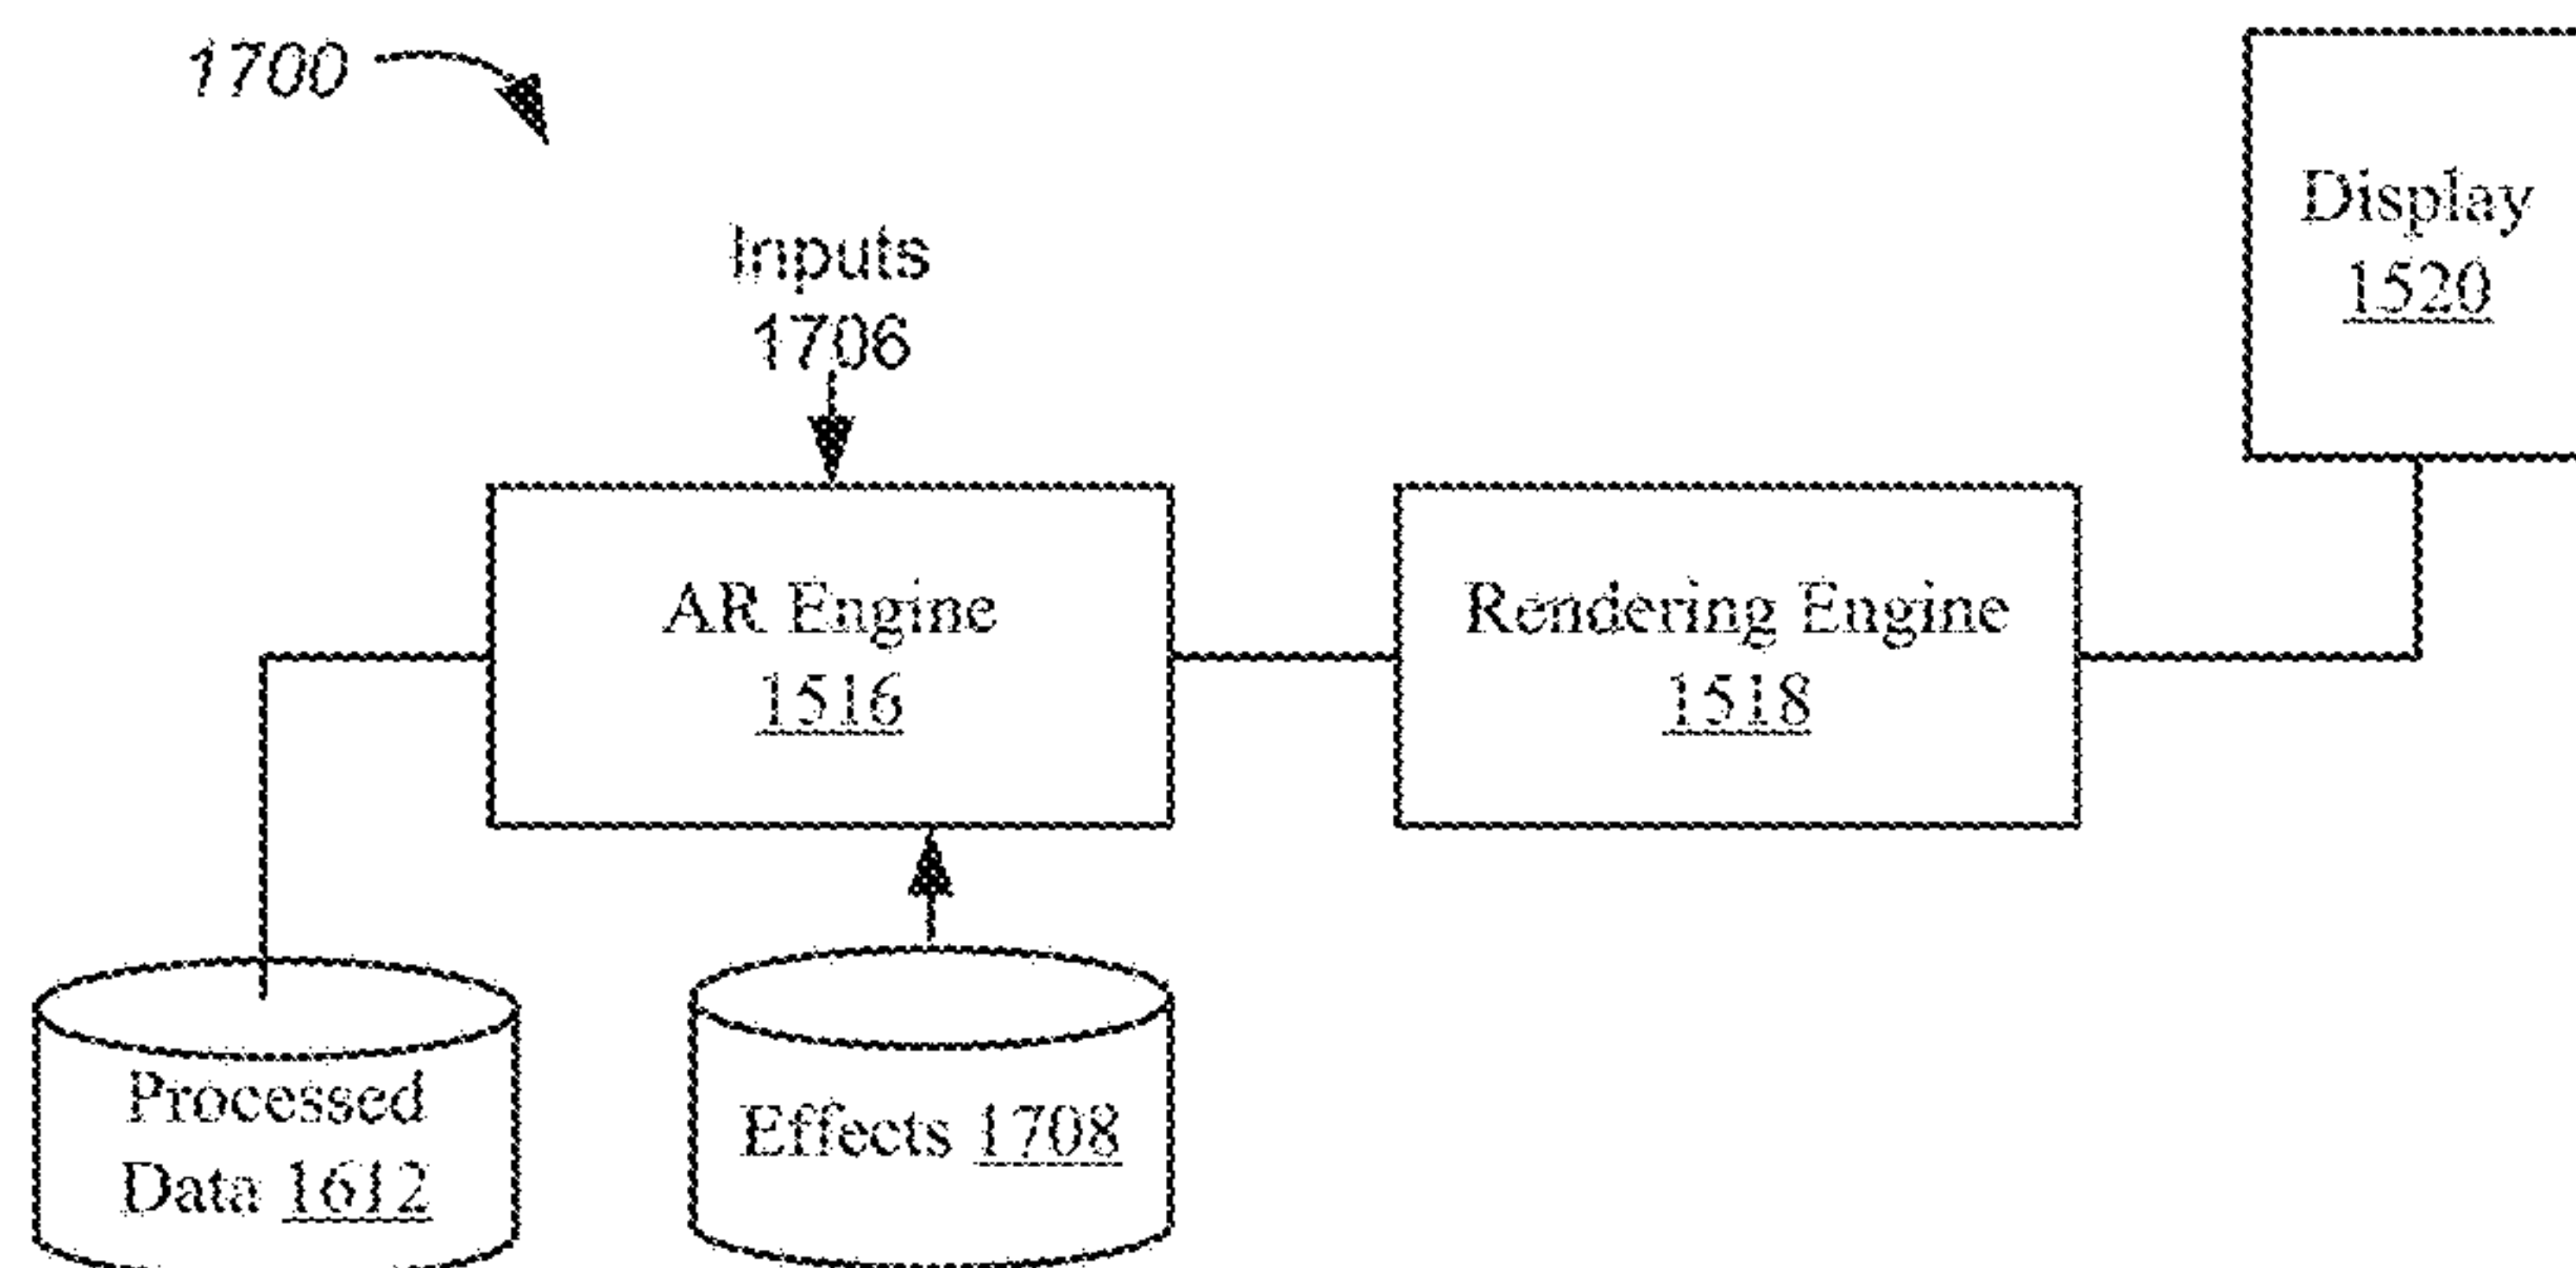 1700
Display
1520
Inputs
1706
AR Engine
1516
Rendering Engine
1518
Processed
Data 1612
Effects 1708